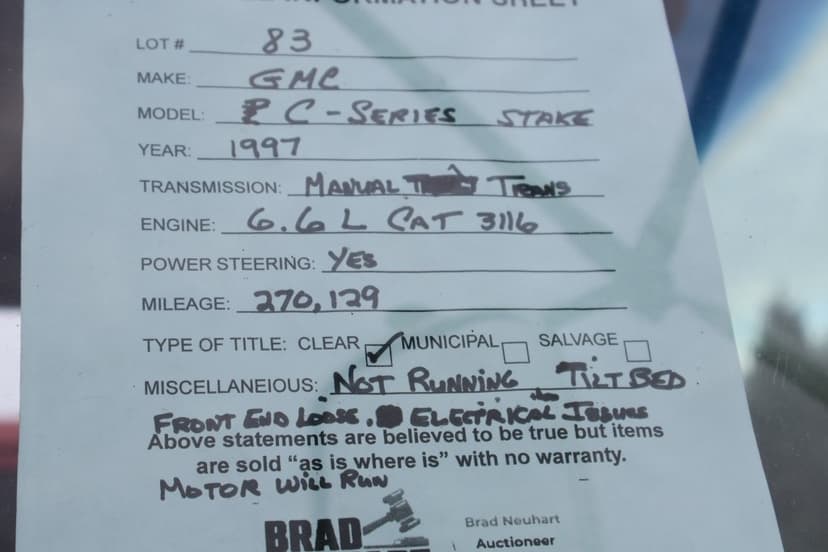 LOT # 83
MAKE: GMC
MODEL: C-SERIES STAKE
YEAR: 1997
TRANSMISSION: MANUAL TRANS
ENGINE: 6.6 L CAT 3116
POWER STEERING: YES
MILEAGE: 270,129
TYPE OF TITLE: CLEAR MUNICIPAL SALVAGE
MISCELLANEIOUS: NOT RUNNING TILT BED
FRONT END LOOSE. ELECTRICAL ISSUES
Above statements are believed to be true but items
are sold "as is where is" with no warranty.
MOTOR WILL RUN
BRAD
Brad Neuhart
Auctioneer